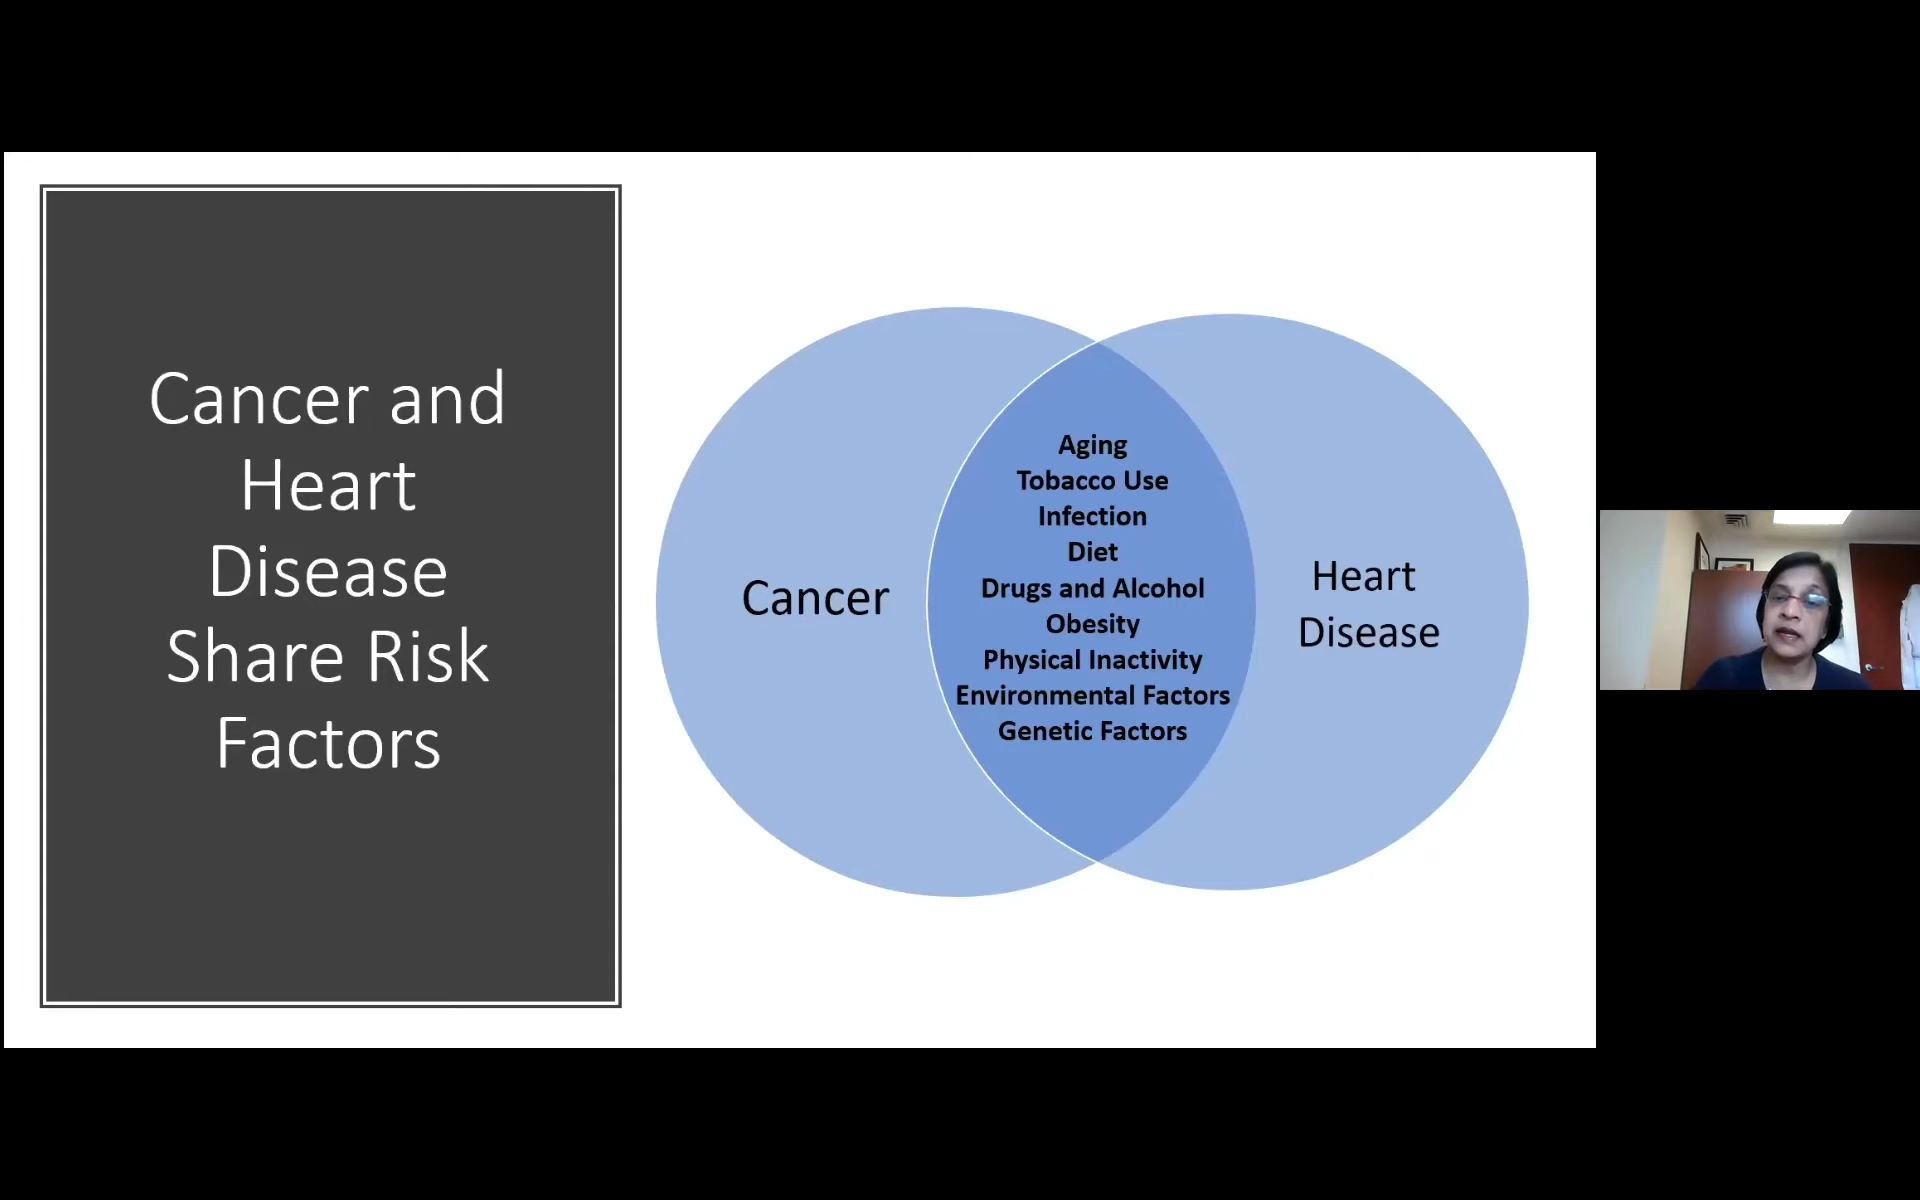 Cancer and
Heart
Disease
Share Risk
Factors
Cancer
Aging
Tobacco Use
Infection
Diet
Drugs and Alcohol
Obesity
Physical Inactivity
Environmental Factors
Genetic Factors
Heart
Disease